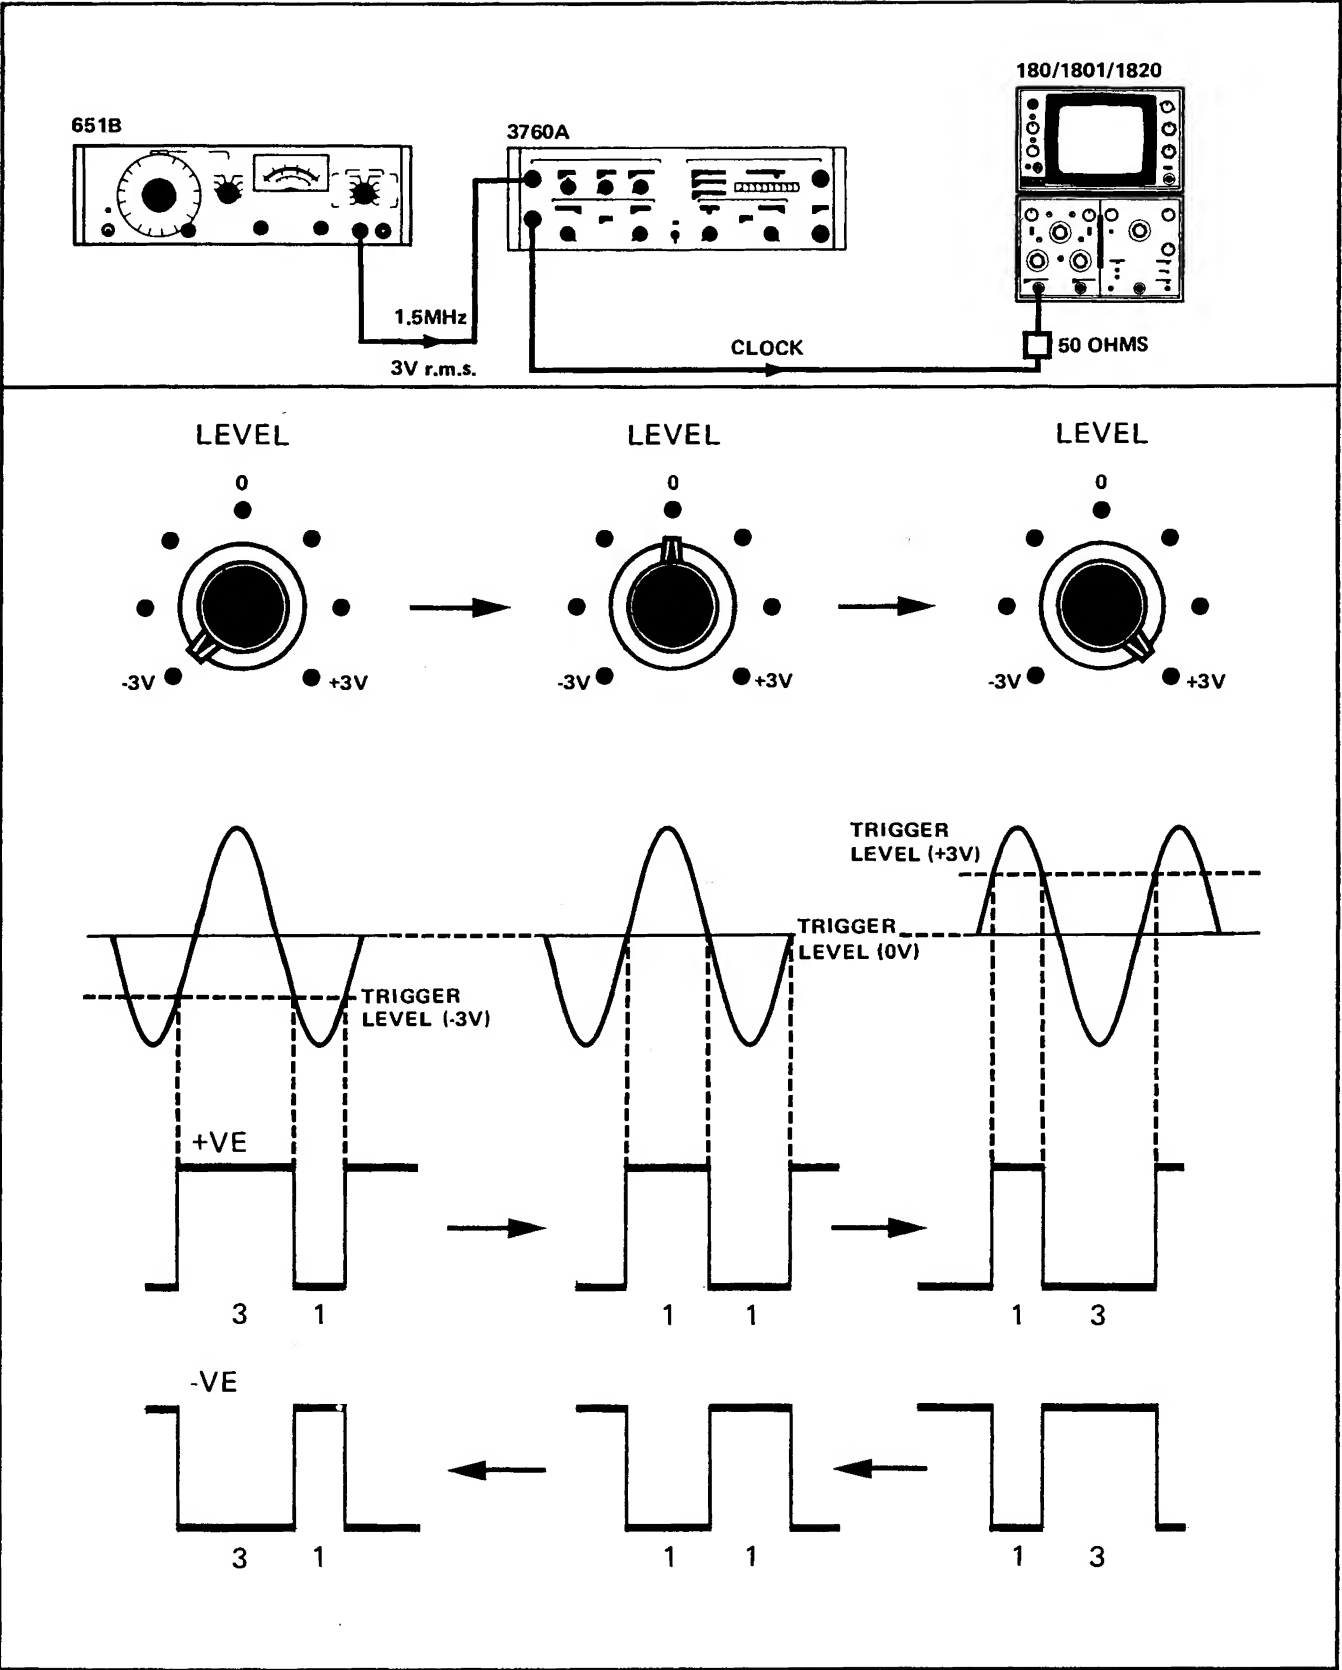 180/1801/1820
651B
3760A
1.5MHz
3V r.m.s.
CLOCK
50 OHMS
LEVEL
LEVEL
LEVEL
0
0
0
-3V
+3V
-3V
+3V
-3V
+3V
TRIGGER
LEVEL (+3V)
TRIGGER
LEVEL (0V)
TRIGGER
LEVEL (-3V)
+VE
3 1
1 1
1 3
-VE
3 1
1 1
1 3